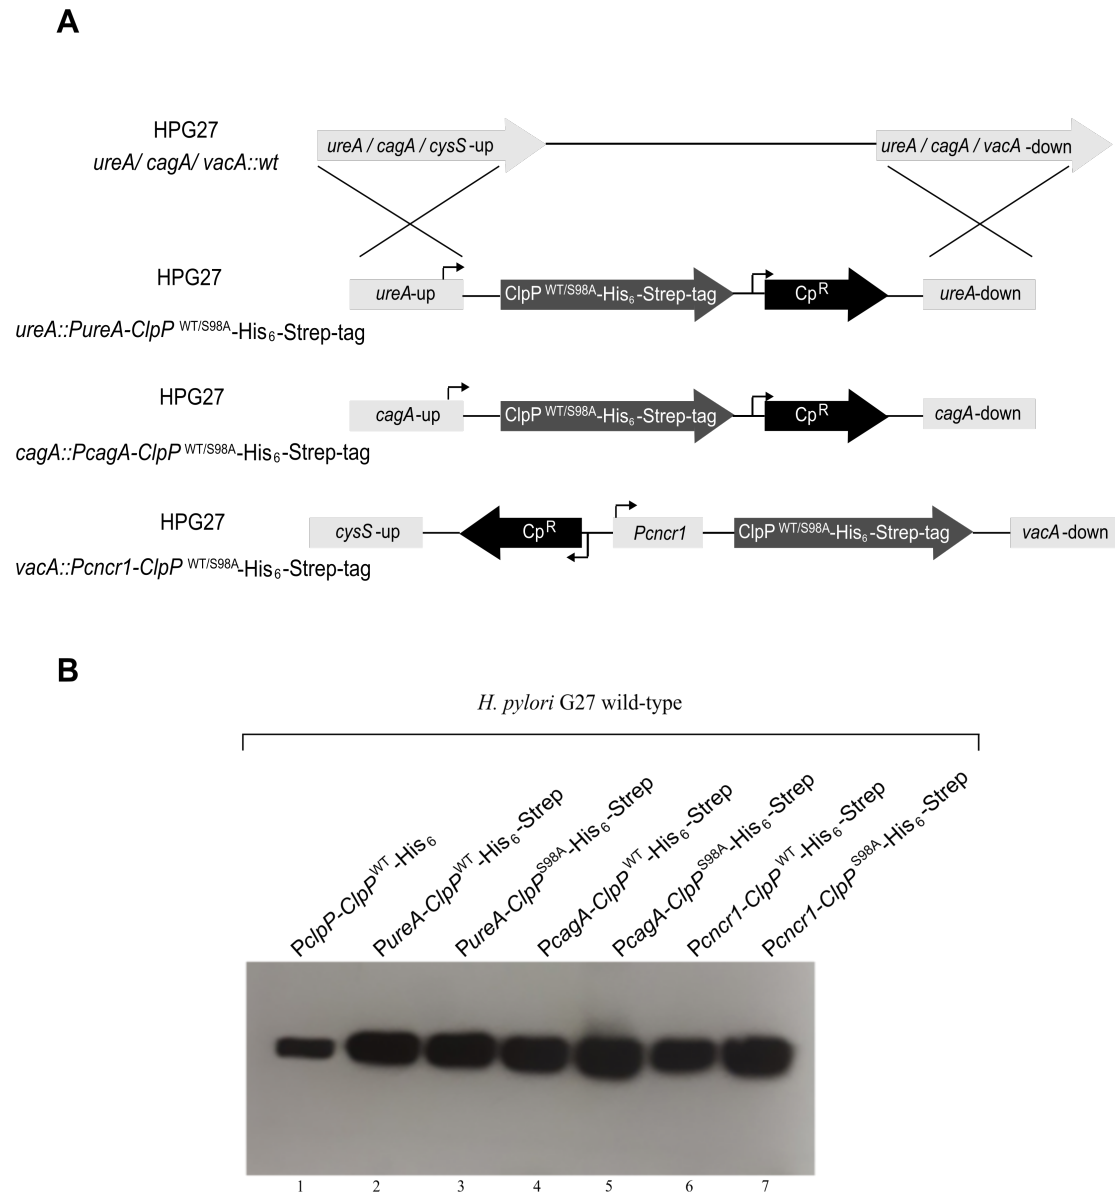 A
HPG27
ureA/ cagA/ vacA::wt
ureA / cagA / cysS-up
ureA / cagA / vacA -down
HPG27
ureA::PureA-ClpP WT/S98A-His6-Strep-tag
ureA-up
ClpP WT/S98A-His6-Strep-tag
CpR
ureA-down
HPG27
cagA::PcagA-ClpP WT/S98A-His6-Strep-tag
cagA-up
ClpP WT/S98A-His6-Strep-tag
CpR
cagA-down
HPG27
vacA::Pcncr1-ClpP WT/S98A-His6-Strep-tag
cysS-up
CpR
Pcncr1
ClpP WT/S98A-His6-Strep-tag
vacA-down
B
H. pylori G27 wild-type
PclpP-ClpPWT-His6
PureA-ClpPWT-His6-Strep
PureA-ClpPS98A-His6-Strep
PcagA-ClpPWT-His6-Strep
PcagA-ClpPS98A-His6-Strep
Pcncr1-ClpPWT-His6-Strep
Pcncr1-ClpPS98A-His6-Strep
1 2 3 4 5 6 7